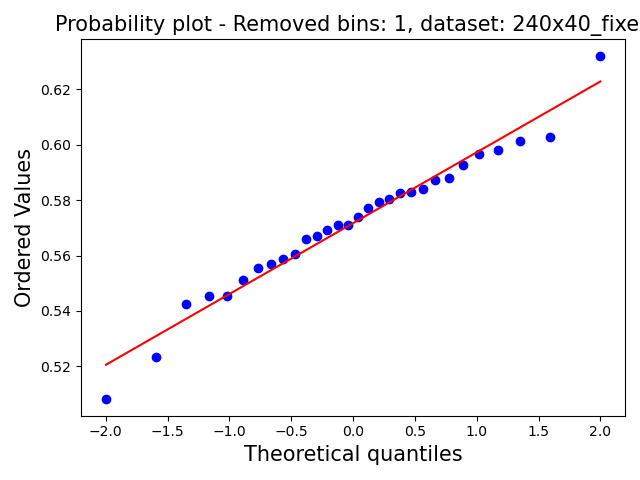 Probability plot - Removed bins: 1, dataset: 240x40_fixe
Ordered Values
0.62
0.60
0.58
0.56
0.54
0.52
−2.0 −1.5 −1.0 −0.5 0.0 0.5 1.0 1.5 2.0
Theoretical quantiles